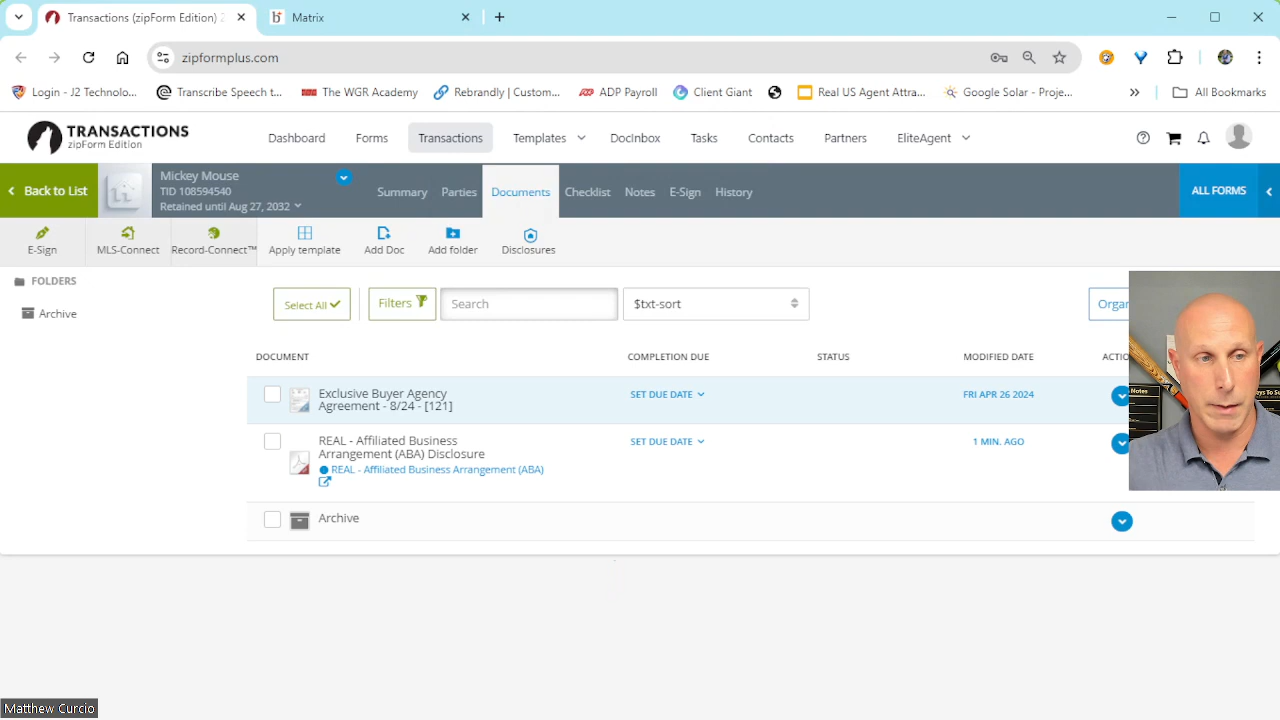 Transactions (zipForm Edition)
Matrix
zipformplus.com
Login - J2 Technolo...
Transcribe Speech t...
The WGR Academy
Rebrandly | Custom...
ADP Payroll
Client Giant
Real US Agent Attra...
Google Solar - Proje...
All Bookmarks
TRANSACTIONS
zipForm Edition
Dashboard
Forms
Transactions
Templates
DocInbox
Tasks
Contacts
Partners
EliteAgent
Back to List
Mickey Mouse
TID 108594540
Retained until Aug 27, 2032
Summary
Parties
Documents
Checklist
Notes
E-Sign
History
ALL FORMS
E-Sign
MLS-Connect
Record-Connect™
Apply template
Add Doc
Add folder
Disclosures
FOLDERS
Archive
Select All
Filters
Search
$txt-sort
Organ
DOCUMENT
COMPLETION DUE
STATUS
MODIFIED DATE
ACTIO
Exclusive Buyer Agency
Agreement - 8/24 - [121]
SET DUE DATE
FRI APR 26 2024
REAL - Affiliated Business
Arrangement (ABA) Disclosure
REAL - Affiliated Business Arrangement (ABA)
SET DUE DATE
1 MIN. AGO
Archive
Notes
Matthew Curcio